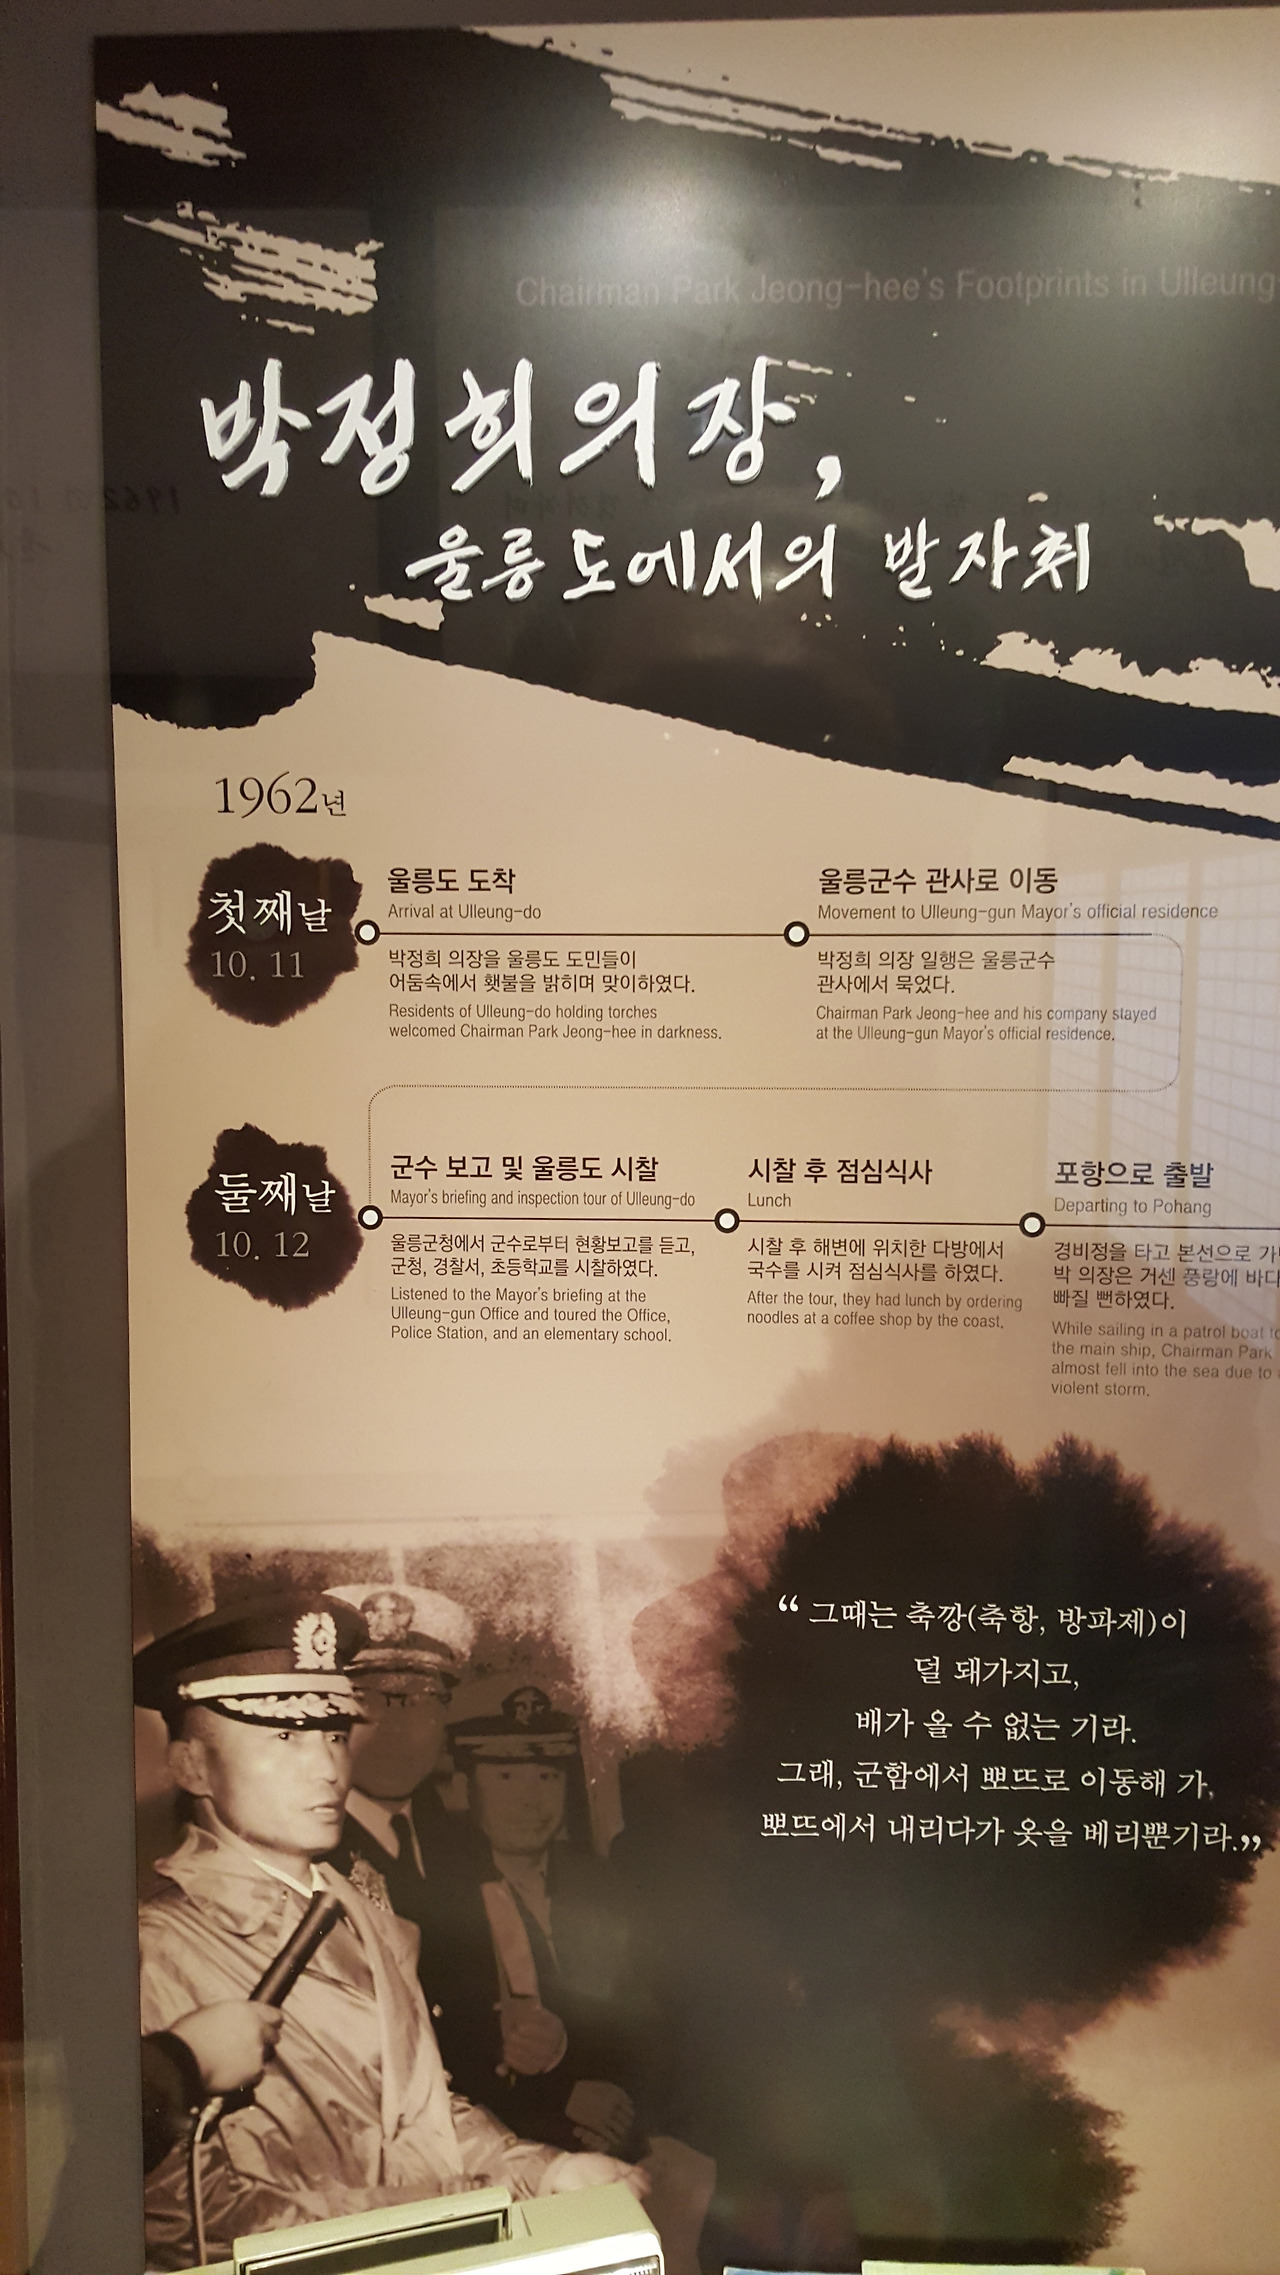 Chairman Park Jeong-hee's Footprints in Ulleung
박정희의장,
울릉도에서의 발자취
1962년
첫째날
10. 11
울릉도 도착
Arrival at Ulleung-do
박정희 의장을 울릉도 도민들이
어둠속에서 횃불을 밝히며 맞이하였다.
Residents of Ulleung-do holding torches
welcomed Chairman Park Jeong-hee in darkness.
울릉군수 관사로 이동
Movement to Ulleung-gun Mayor's official residence
박정희 의장 일행은 울릉군수
관사에서 묵었다.
Chairman Park Jeong-hee and his company stayed
at the Ulleung-gun Mayor's official residence.
둘째날
10. 12
군수 보고 및 울릉도 시찰
Mayor's briefing and inspection tour of Ulleung-do
울릉군청에서 군수로부터 현황보고를 듣고,
군청, 경찰서, 초등학교를 시찰하였다.
Listened to the Mayor's briefing at the
Ulleung-gun Office and toured the Office,
Police Station, and an elementary school.
시찰 후 점심식사
Lunch
시찰 후 해변에 위치한 다방에서
국수를 시켜 점심식사를 하였다.
After the tour, they had lunch by ordering
noodles at a coffee shop by the coast.
포항으로 출발
Departing to Pohang
경비정을 타고 본선으로
박 의장은 거센 풍랑에
빠질 뻔하였다.
While sailing in a patrol boat
the main ship, Chairman Park
almost fell into the sea due to
violent storm.
“그때는 축깡(축항, 방파제)이
덜 돼가지고,
배가 올 수 없는 기라.
그래, 군함에서 뽀뜨로 이동해 가,
뽀뜨에서 내리다가 옷을 베리뿐기라.”